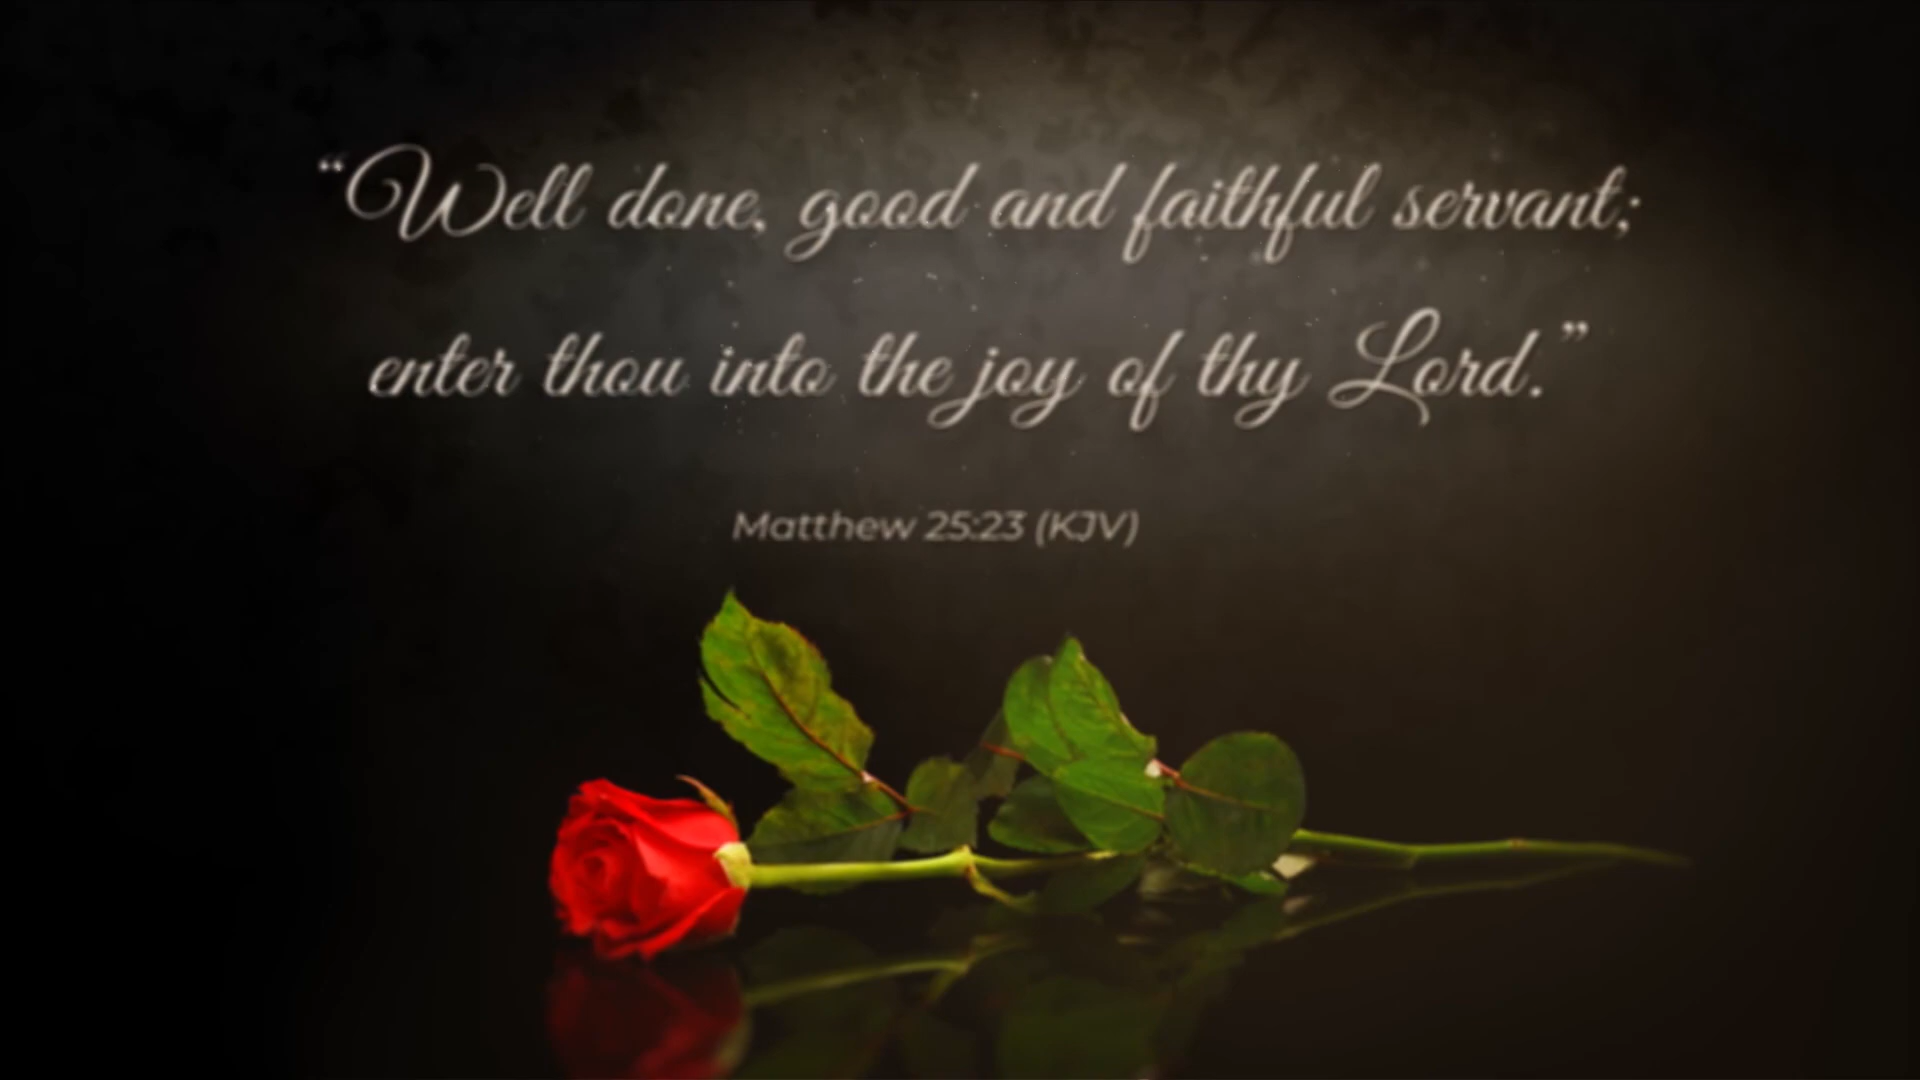 “Well done, good and faithful servant;
enter thou into the joy of thy Lord.”
Matthew 25:23 (KJV)